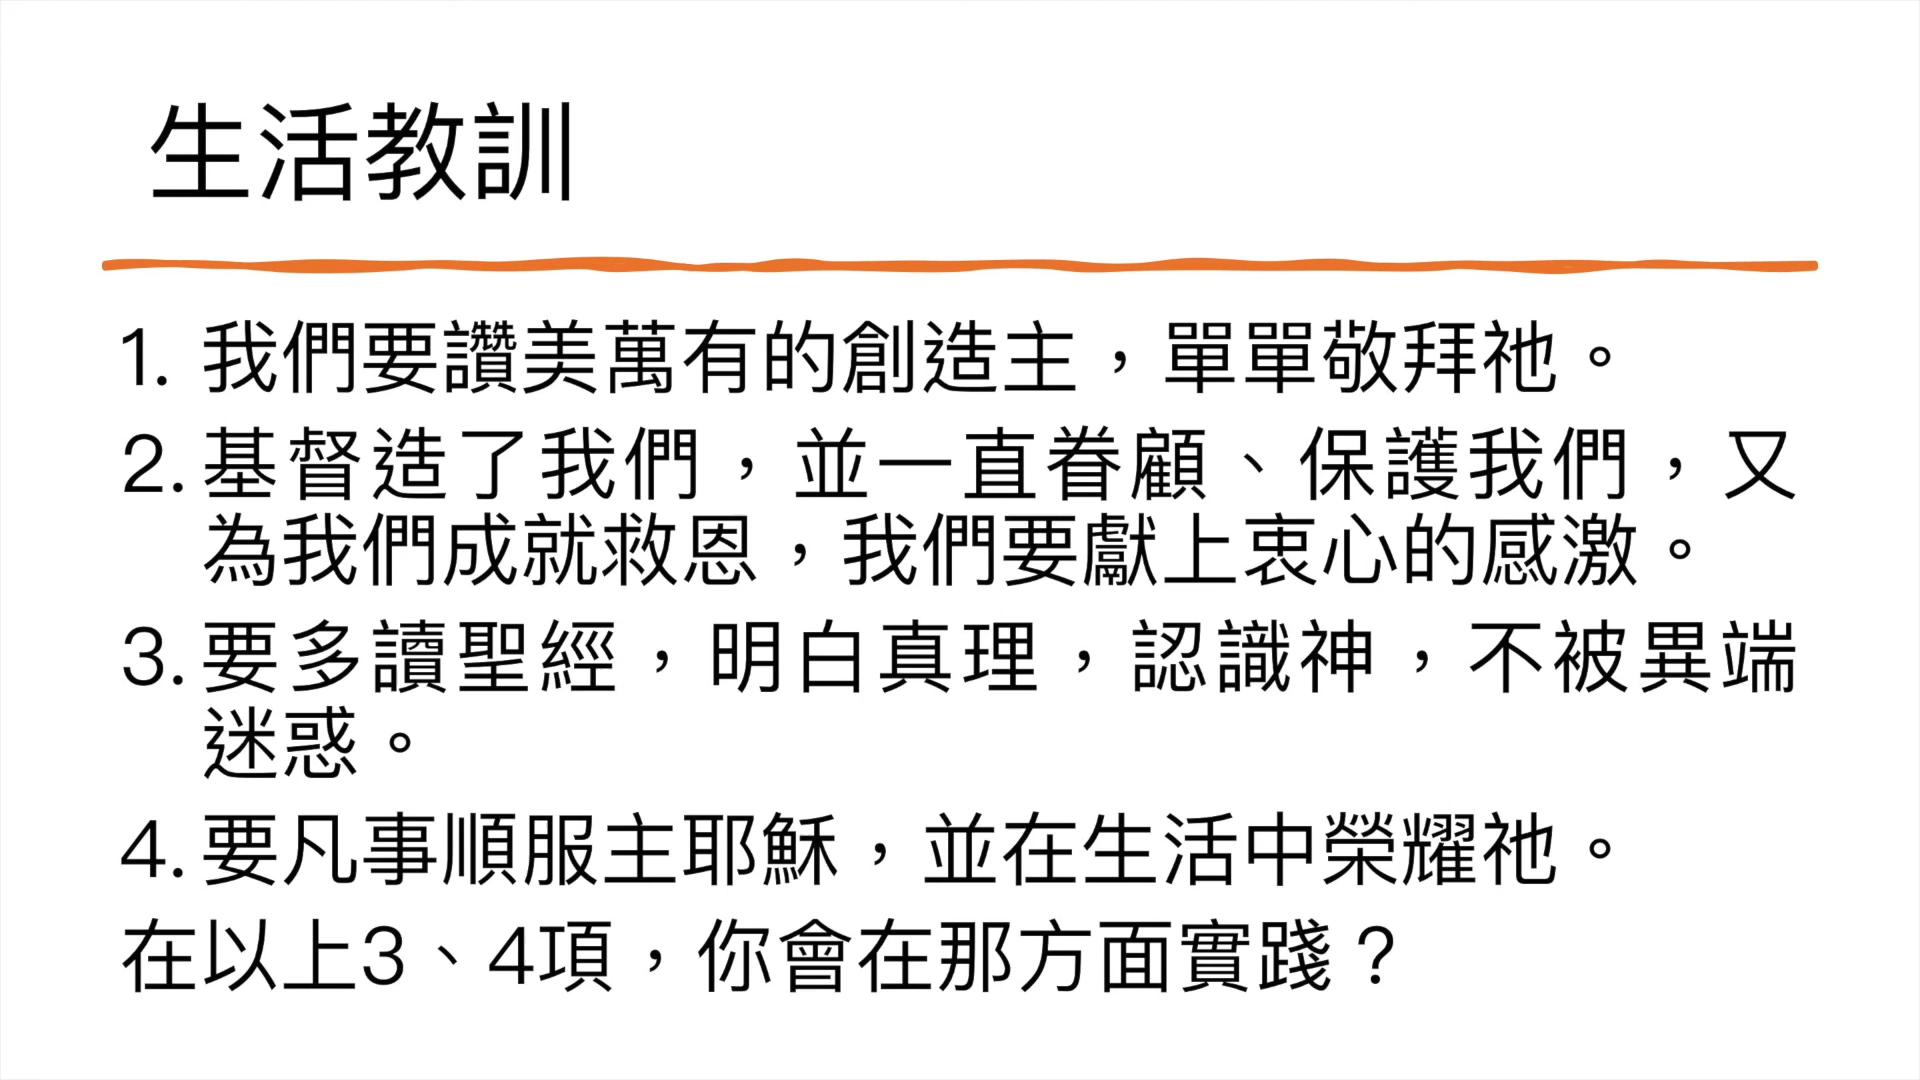 生活教訓
1. 我們要讚美萬有的創造主，單單敬拜祂。
2. 基督造了我們，並一直眷顧、保護我們，又
為我們成就救恩，我們要獻上衷心的感激。
3. 要多讀聖經，明白真理，認識神，不被異端
迷惑。
4. 要凡事順服主耶穌，並在生活中榮耀祂。
在以上3、4項，你會在那方面實踐？